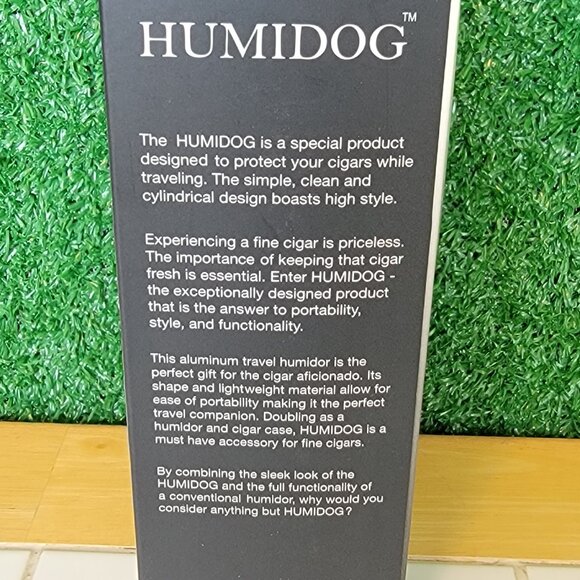 HUMIDOG™
The HUMIDOG is a special product
designed to protect your cigars while
traveling. The simple, clean and
cylindrical design boasts high style.
Experiencing a fine cigar is priceless.
The importance of keeping that cigar
fresh is essential. Enter HUMIDOG -
the exceptionally designed product
that is the answer to portability,
style, and functionality.
This aluminum travel humidor is the
perfect gift for the cigar aficionado. Its
shape and lightweight material allow for
ease of portability making it the perfect
travel companion. Doubling as a
humidor and cigar case, HUMIDOG is a
must have accessory for fine cigars.
By combining the sleek look of the
HUMIDOG and the full functionality of
a conventional humidor, why would you
consider anything but HUMIDOG?